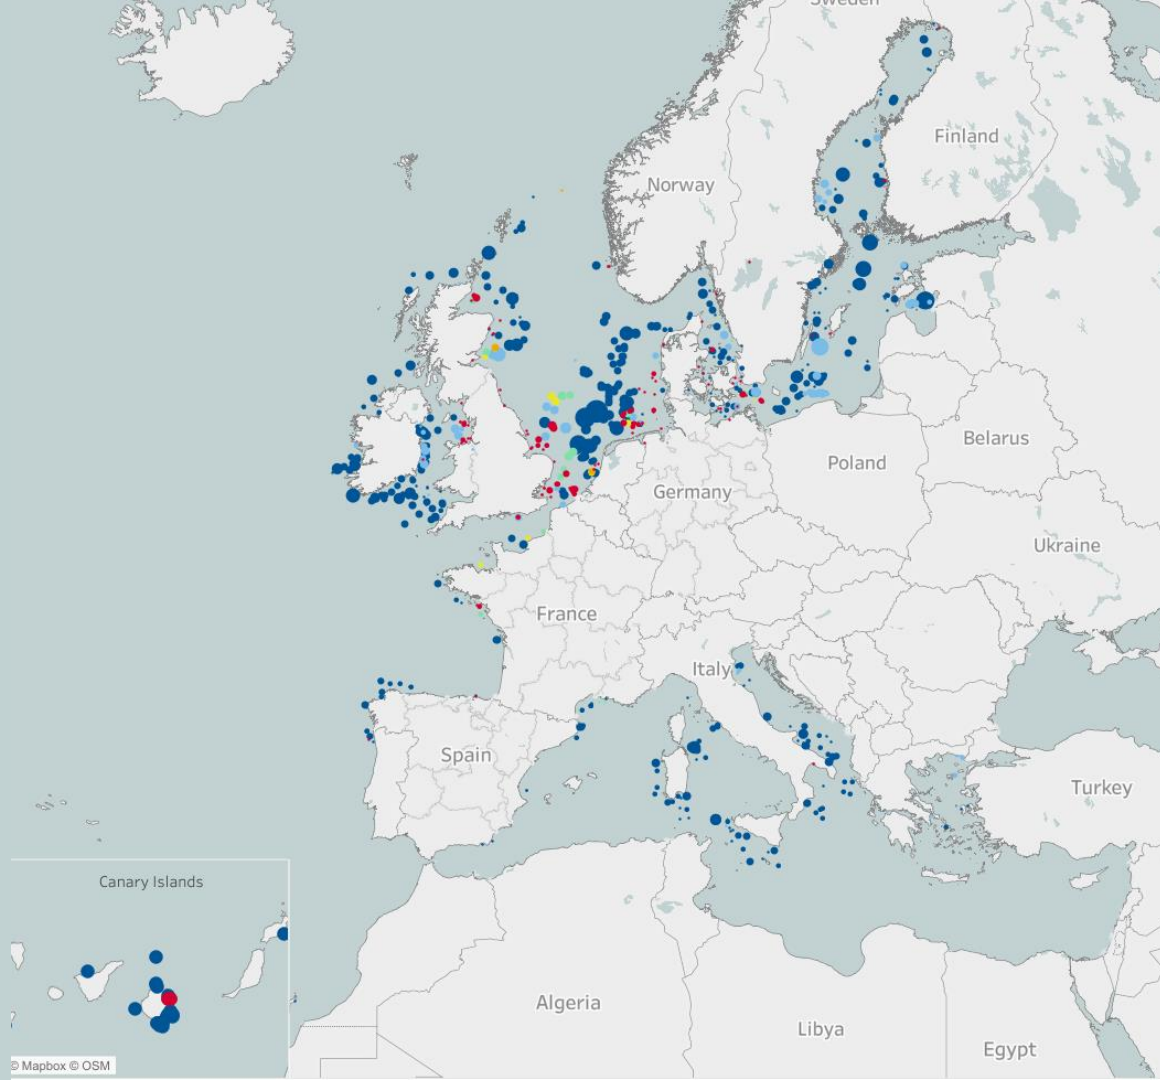 Sweden
Finland
Norway
Belarus
Poland
Germany
Ukraine
France
Italy
Spain
Turkey
Canary Islands
Algeria
Libya
Egypt
© Mapbox © OSM